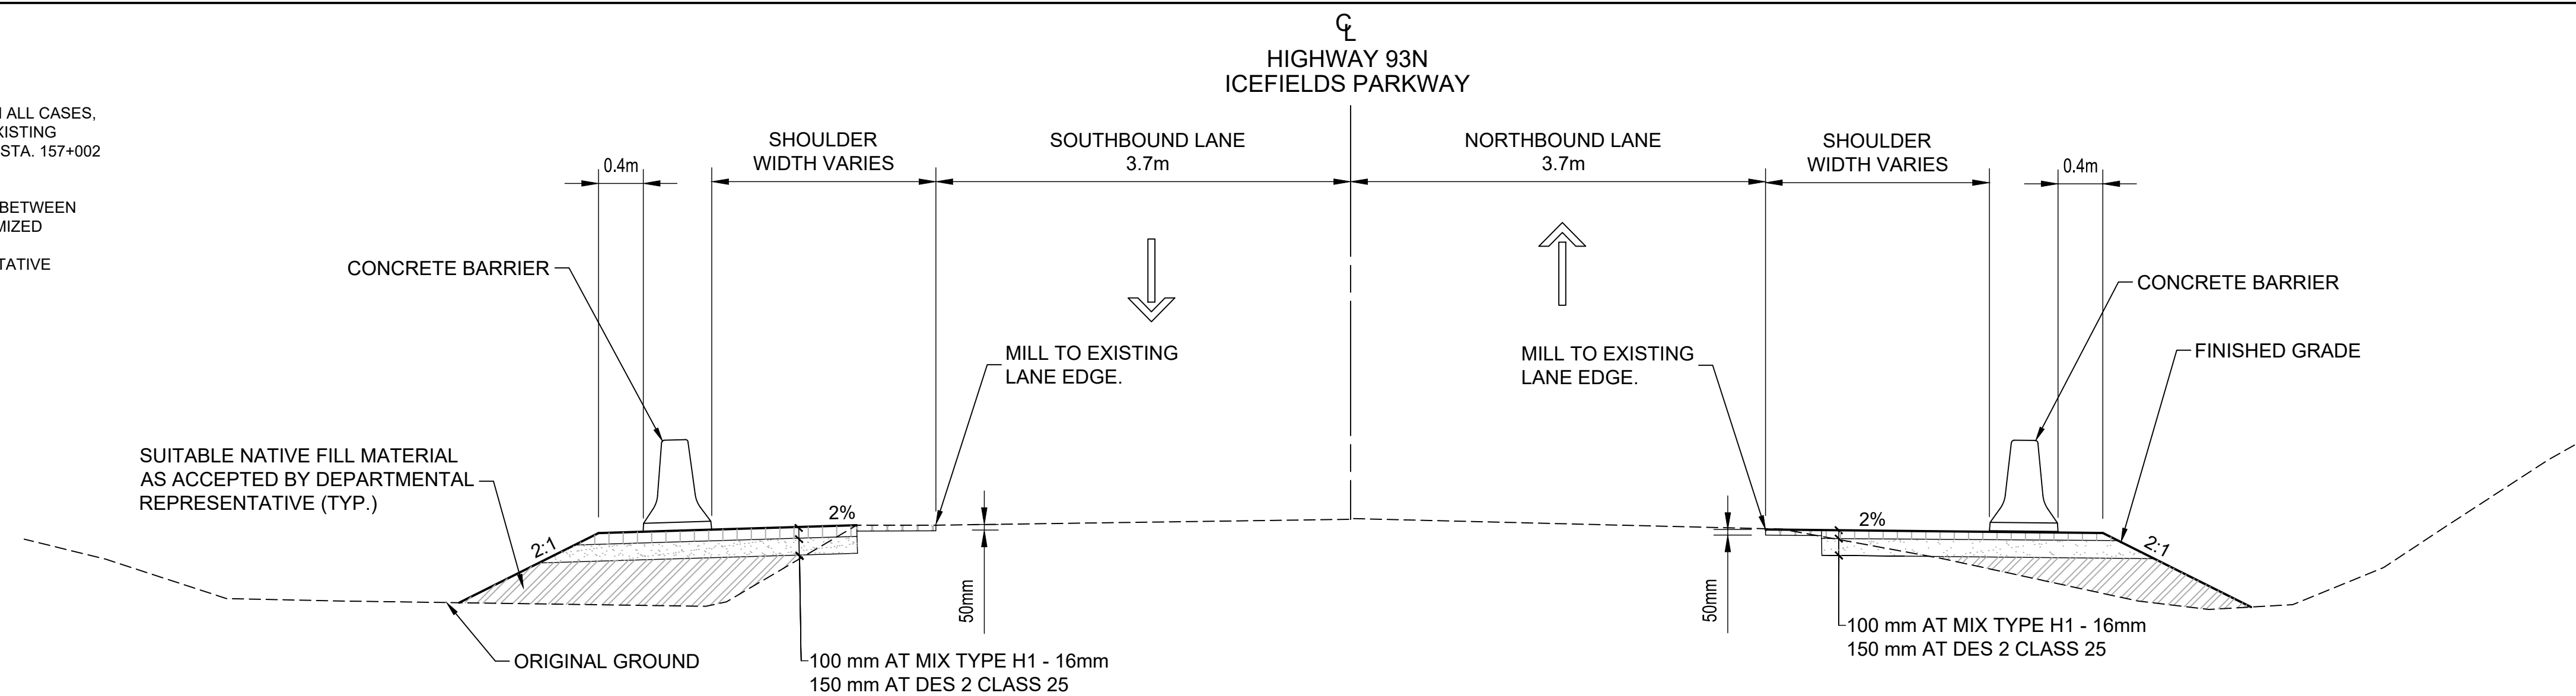 ℄
HIGHWAY 93N
ICEFIELDS PARKWAY
ALL CASES,
STA. 157+002
BETWEEN
0.4m
SHOULDER
WIDTH VARIES
SOUTHBOUND LANE
3.7m
NORTHBOUND LANE
3.7m
SHOULDER
WIDTH VARIES
0.4m
CONCRETE BARRIER
CONCRETE BARRIER
MILL TO EXISTING
LANE EDGE.
MILL TO EXISTING
LANE EDGE.
FINISHED GRADE
SUITABLE NATIVE FILL MATERIAL
AS ACCEPTED BY DEPARTMENTAL
REPRESENTATIVE (TYP.)
2:1
2%
50mm
50mm
2%
2:1
ORIGINAL GROUND
100 mm AT MIX TYPE H1 - 16mm
150 mm AT DES 2 CLASS 25
100 mm AT MIX TYPE H1 - 16mm
150 mm AT DES 2 CLASS 25